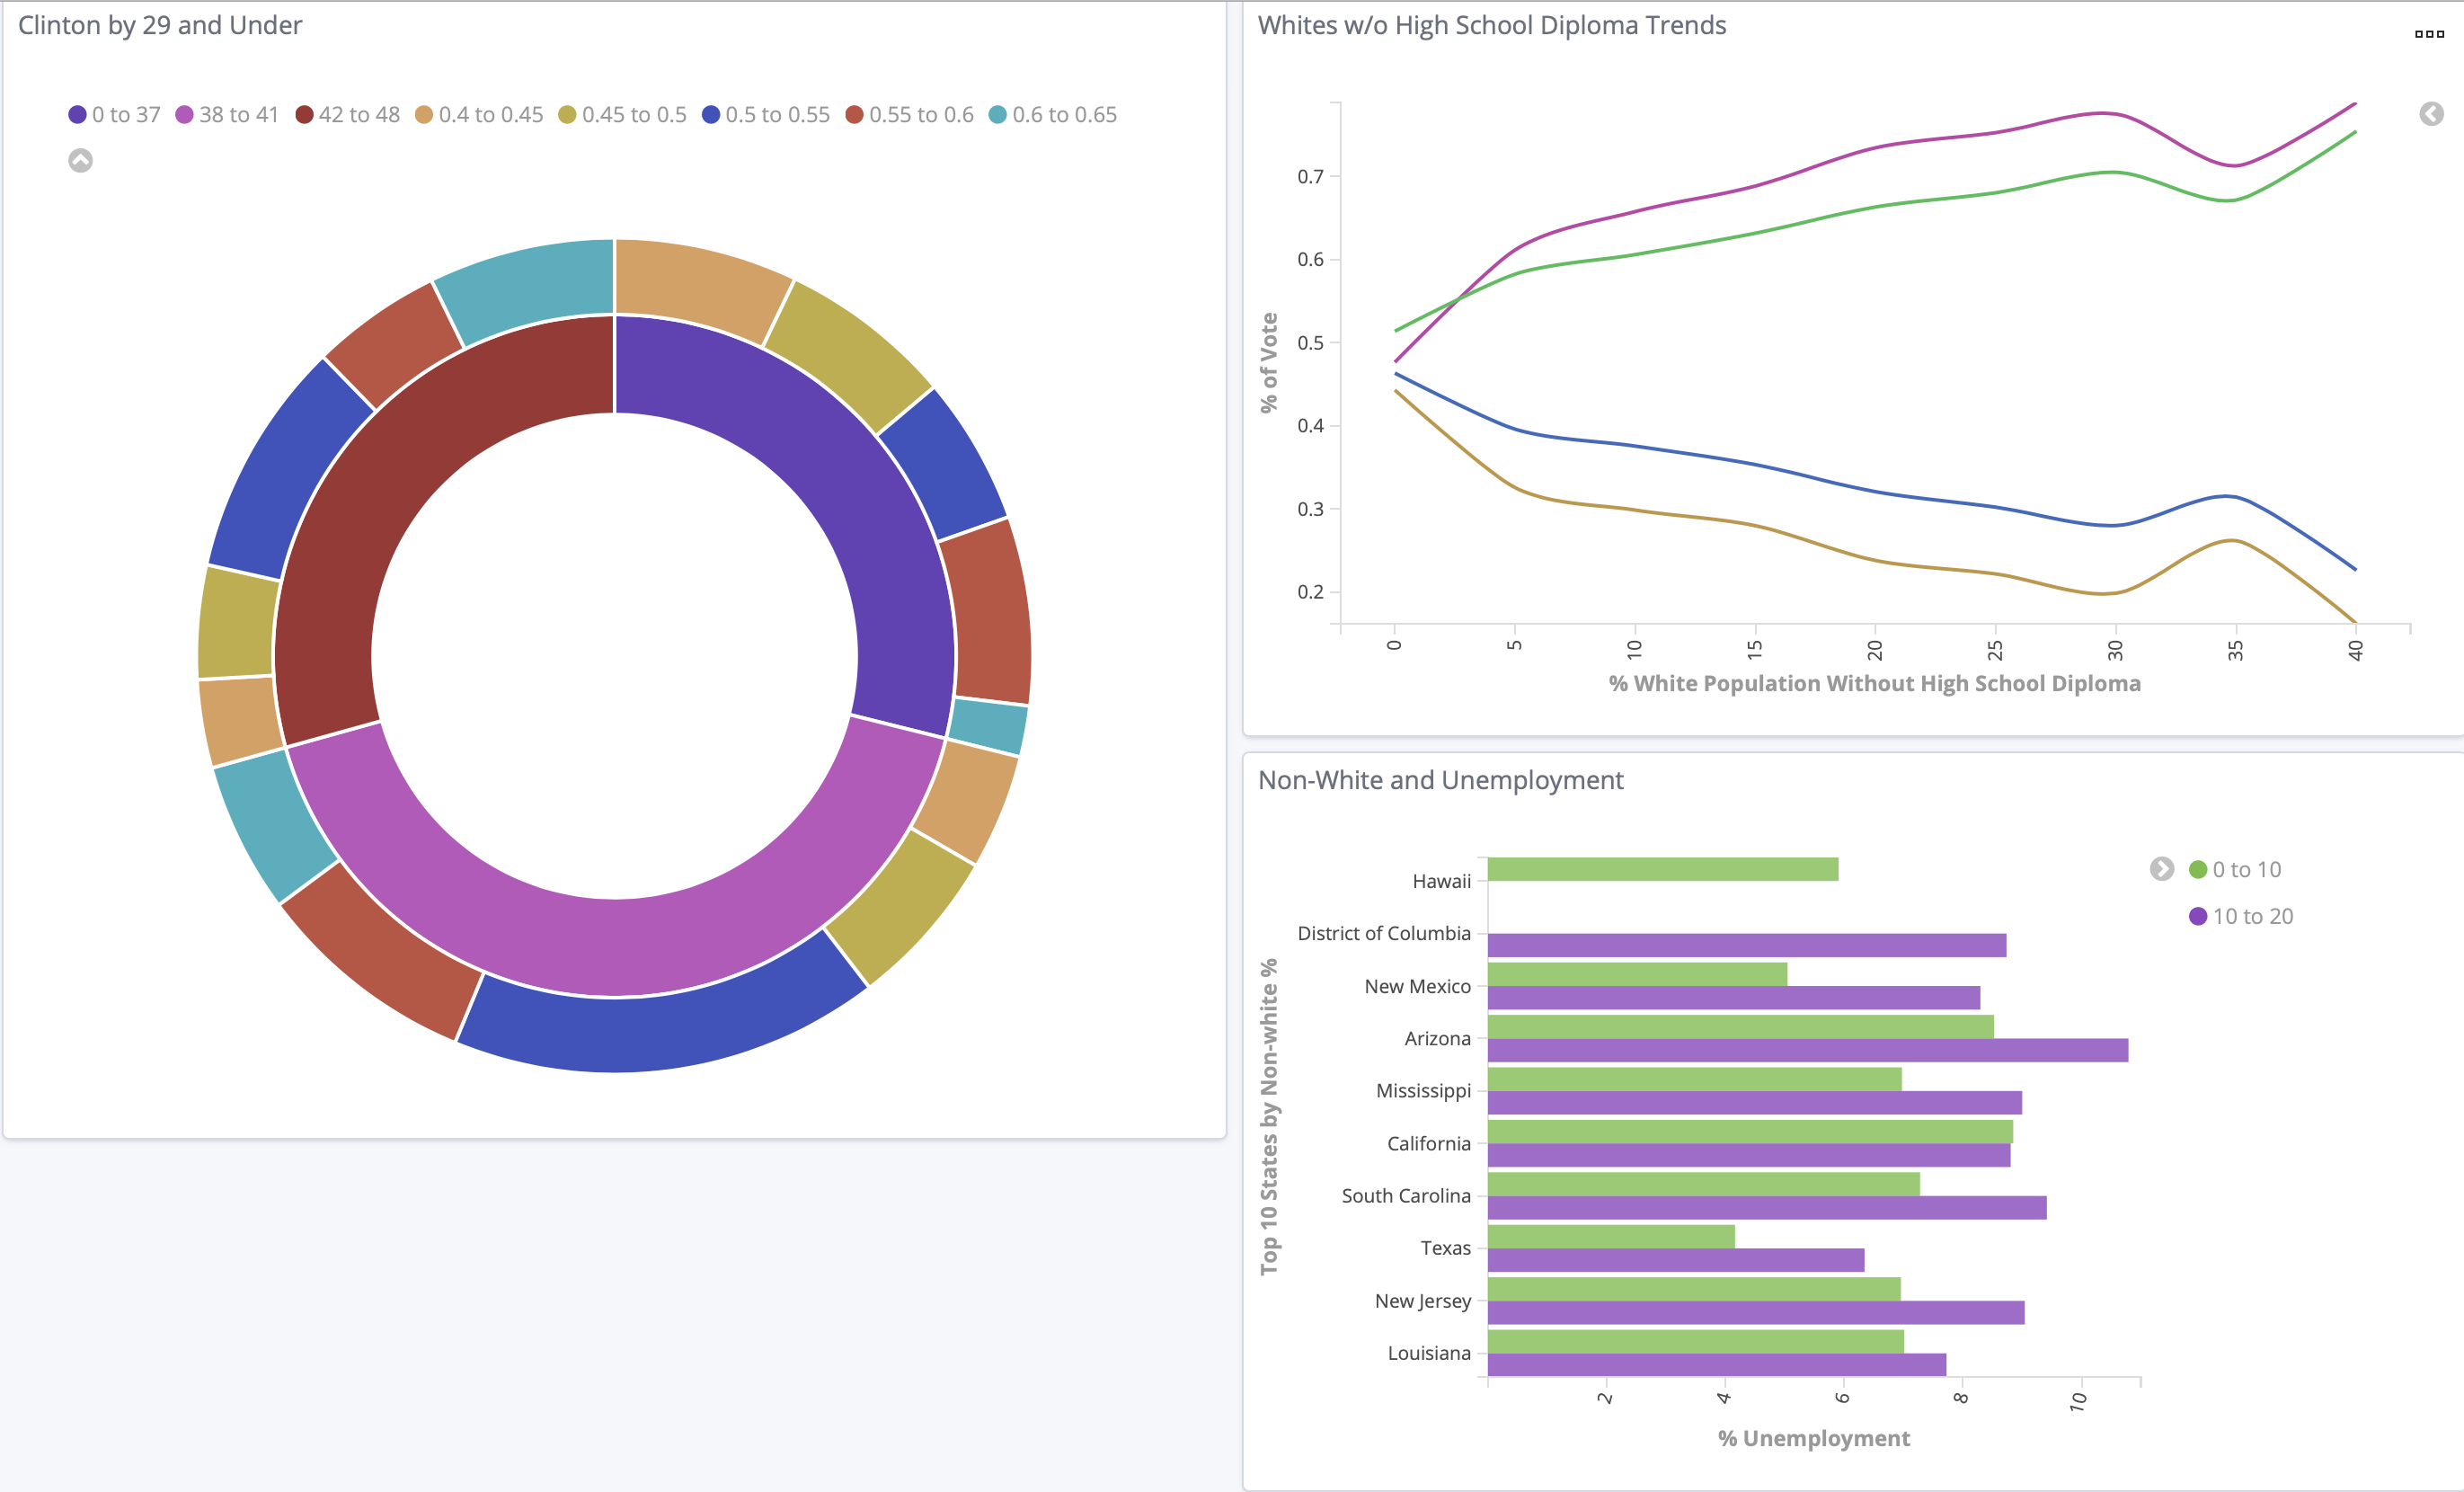 Clinton by 29 and Under
0 to 37 38 to 41 42 to 48 0.4 to 0.45 0.45 to 0.5 0.5 to 0.55 0.55 to 0.6 0.6 to 0.65
Whites w/o High School Diploma Trends
% of Vote
0.7
0.6
0.5
0.4
0.3
0.2
0 5 10 15 20 25 30 35 40
% White Population Without High School Diploma
Non-White and Unemployment
Top 10 States by Non-white %
Hawaii
District of Columbia
New Mexico
Arizona
Mississippi
California
South Carolina
Texas
New Jersey
Louisiana
2 4 6 8 10
% Unemployment
0 to 10
10 to 20